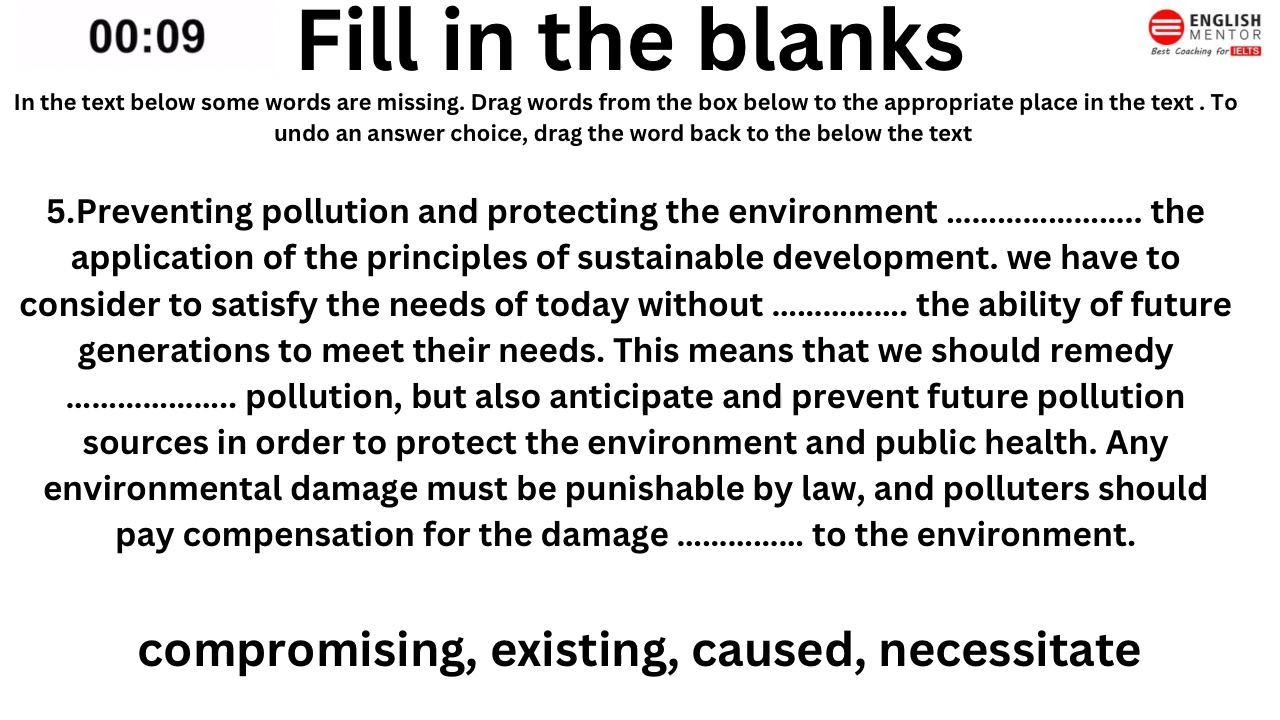 00:09
Fill in the blanks
ENGLISH
MENTOR
Best Coaching for IELTS
In the text below some words are missing. Drag words from the box below to the appropriate place in the text . To
undo an answer choice, drag the word back to the below the text
5.Preventing pollution and protecting the environment ....................... the
application of the principles of sustainable development. we have to
consider to satisfy the needs of today without ................ the ability of future
generations to meet their needs. This means that we should remedy
.................... pollution, but also anticipate and prevent future pollution
sources in order to protect the environment and public health. Any
environmental damage must be punishable by law, and polluters should
pay compensation for the damage ............... to the environment.
compromising, existing, caused, necessitate